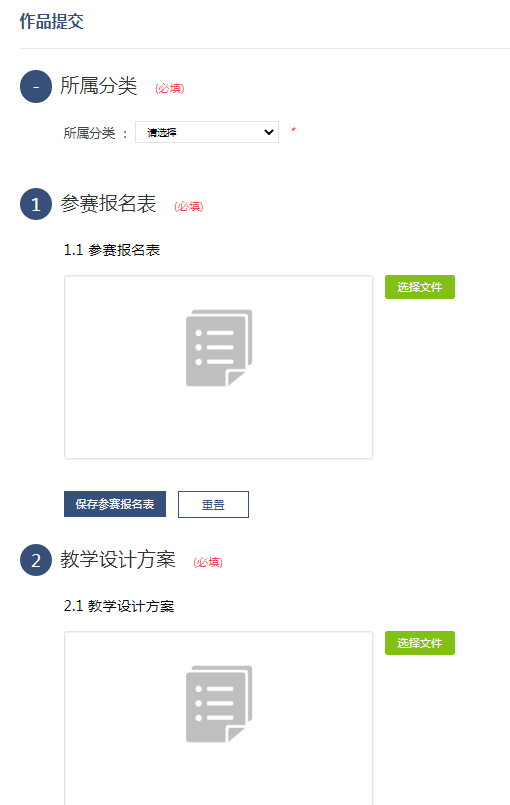 作品提交
- 所属分类 (必填)
所属分类 : 请选择 *
1 参赛报名表 (必填)
1.1 参赛报名表
选择文件
保存参赛报名表 重置
2 教学设计方案 (必填)
2.1 教学设计方案
选择文件